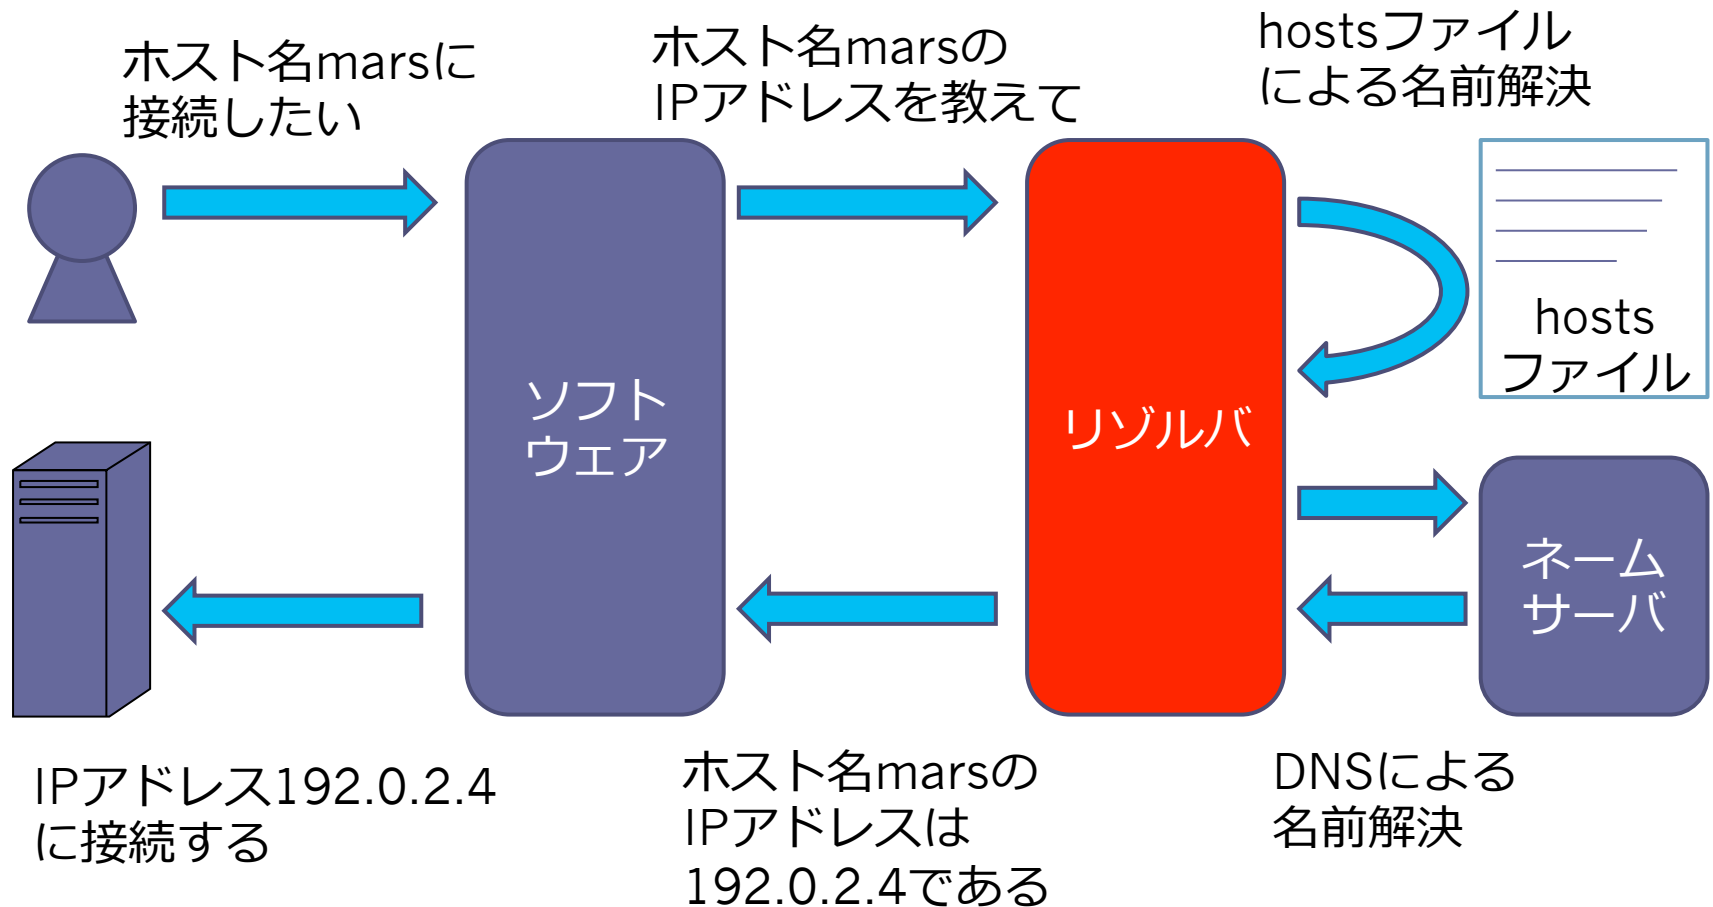 ホスト名marsに
接続したい
ホスト名marsの
IPアドレスを教えて
hostsファイル
による名前解決
ソフト
ウェア
リゾルバ
hosts
ファイル
ネーム
サーバ
IPアドレス192.0.2.4
に接続する
ホスト名marsの
IPアドレスは
192.0.2.4である
DNSによる
名前解決